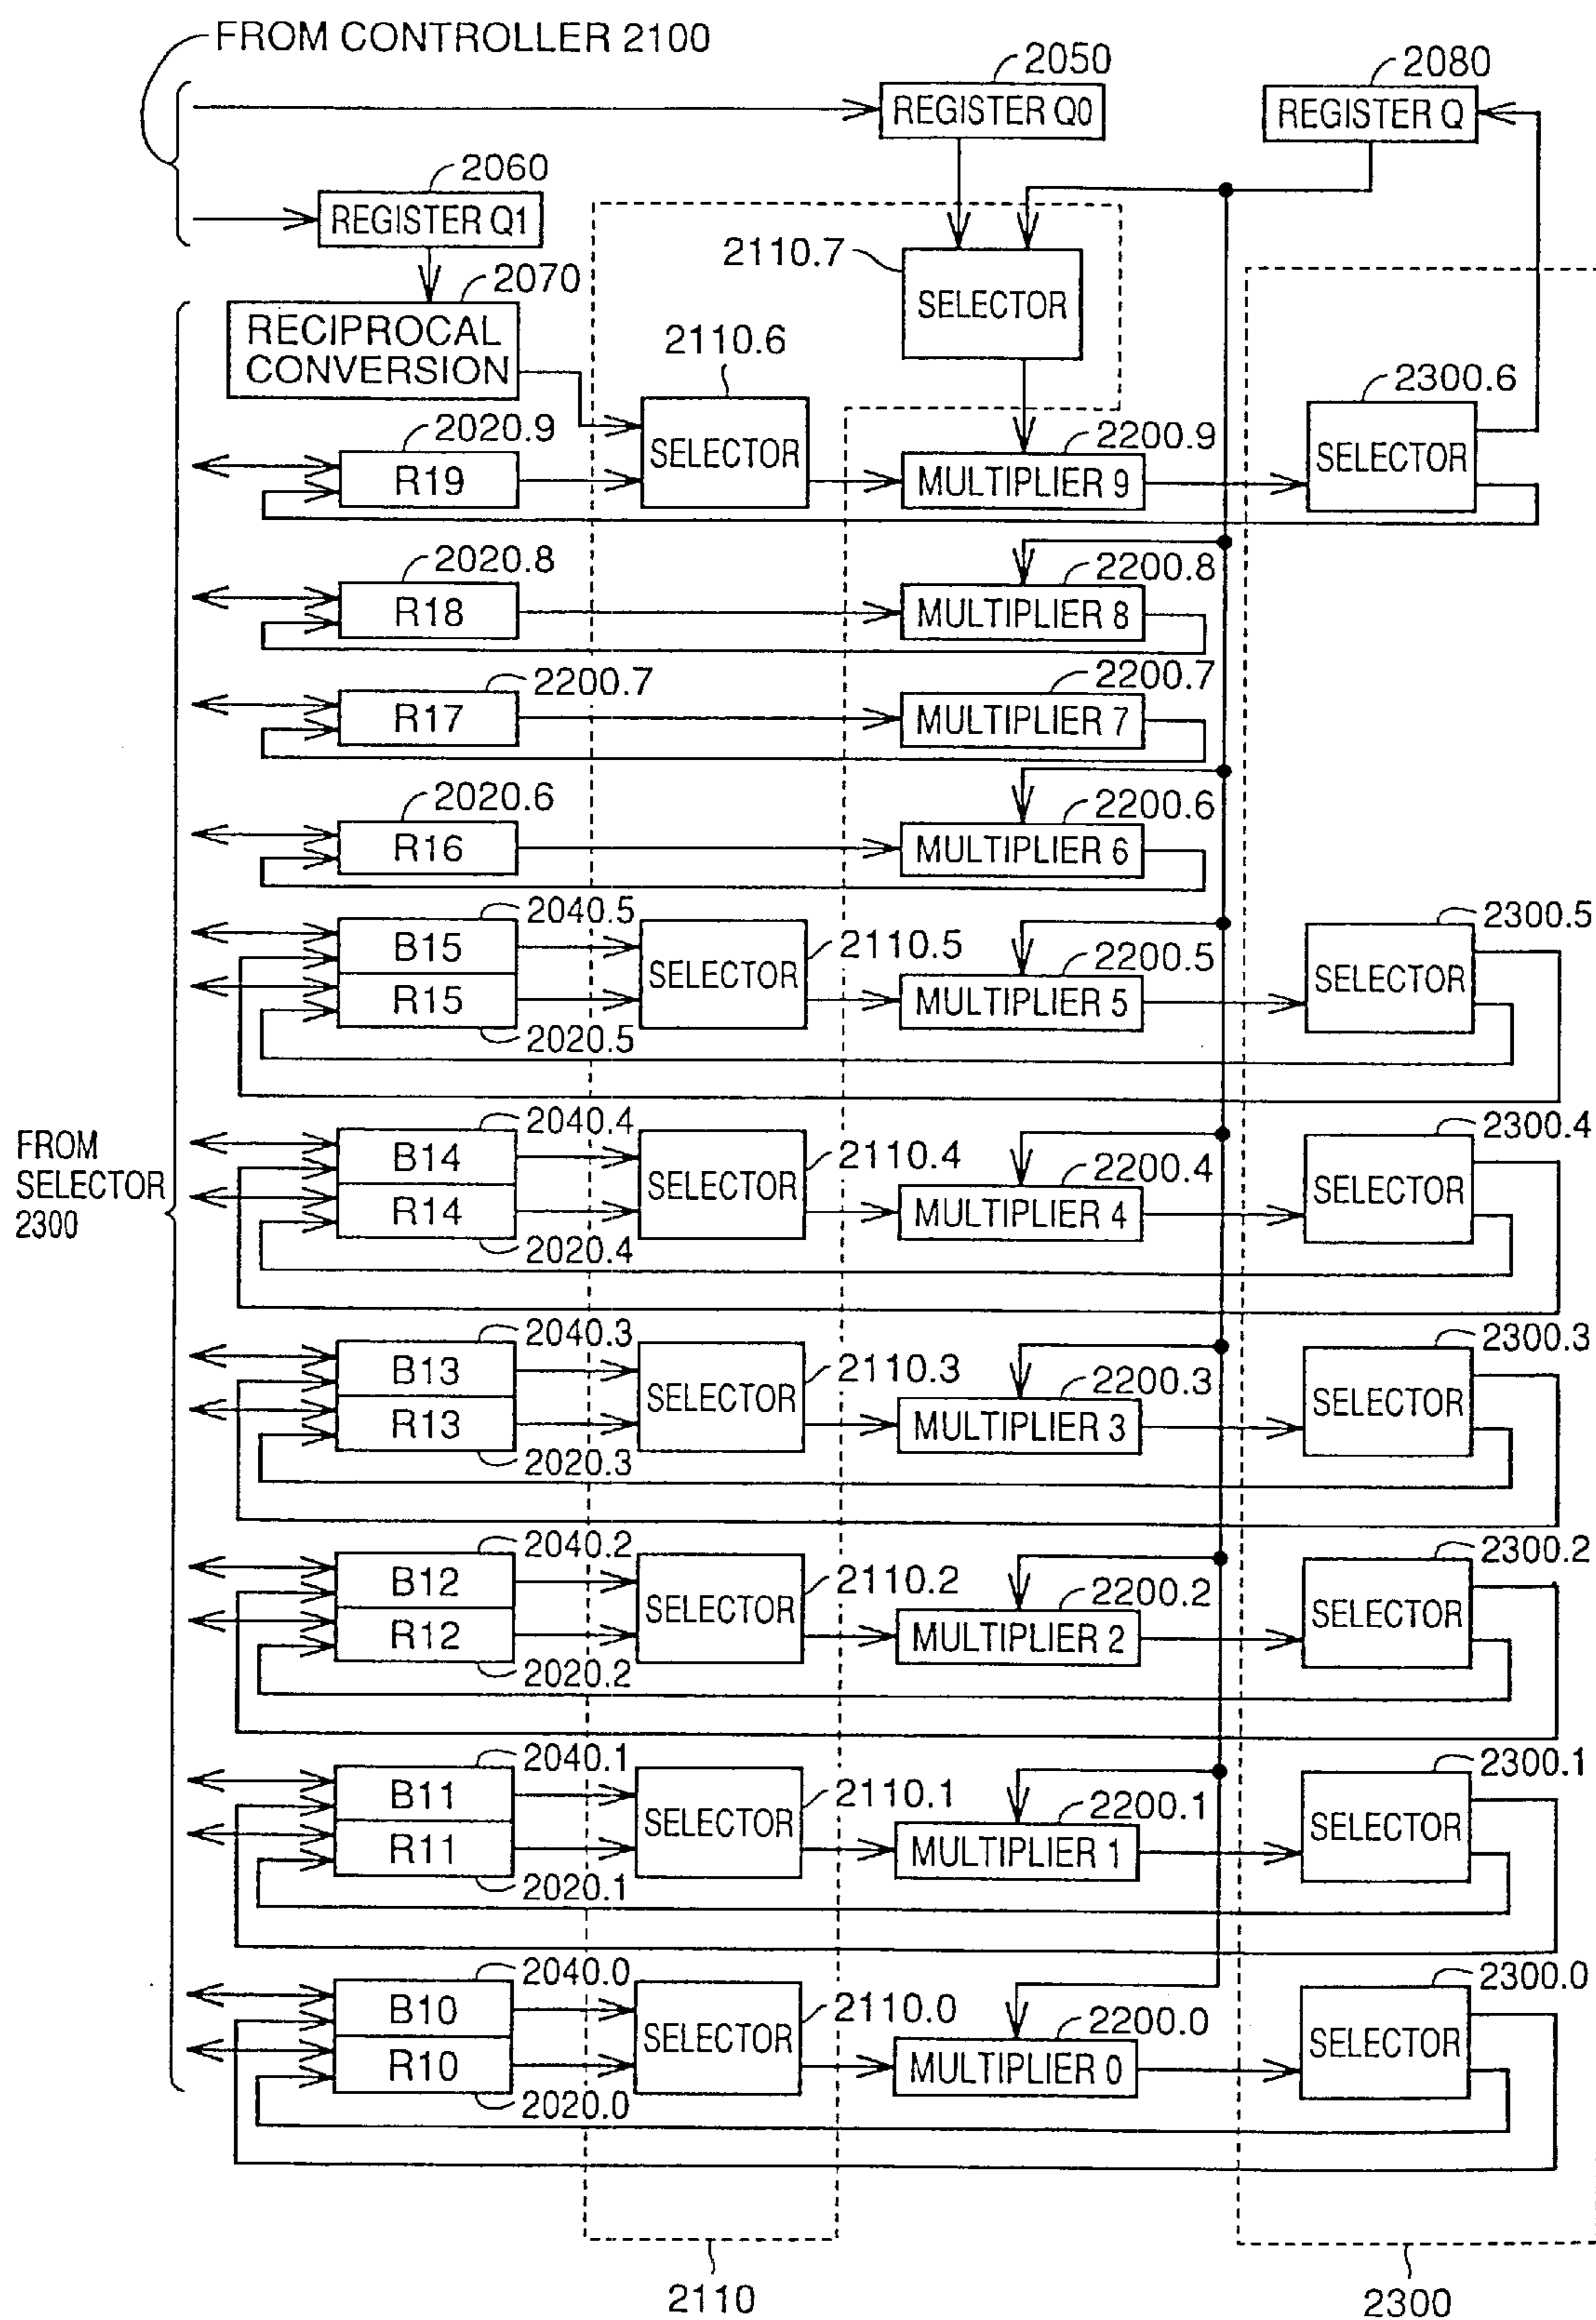 FROM CONTROLLER 2100
2050
REGISTER Q0
2080
REGISTER Q
2060
REGISTER Q1
2110.7
SELECTOR
2070
RECIPROCAL
CONVERSION
2110.6
SELECTOR
2300.6
SELECTOR
2020.9
R19
2200.9
MULTIPLIER 9
2020.8
R18
2200.8
MULTIPLIER 8
2200.7
R17
2200.7
MULTIPLIER 7
2020.6
R16
2200.6
MULTIPLIER 6
2040.5
B15
R15
2020.5
SELECTOR
2110.5
2200.5
MULTIPLIER 5
2300.5
SELECTOR
FROM
SELECTOR
2300
2040.4
B14
R14
2020.4
SELECTOR
2110.4
2200.4
MULTIPLIER 4
2300.4
SELECTOR
2040.3
B13
R13
2020.3
SELECTOR
2110.3
2200.3
MULTIPLIER 3
2300.3
SELECTOR
2040.2
B12
R12
2020.2
SELECTOR
2110.2
2200.2
MULTIPLIER 2
2300.2
SELECTOR
2040.1
B11
R11
2020.1
SELECTOR
2110.1
2200.1
MULTIPLIER 1
2300.1
SELECTOR
2040.0
B10
R10
2020.0
SELECTOR
2110.0
2200.0
MULTIPLIER 0
2300.0
SELECTOR
2110
2300